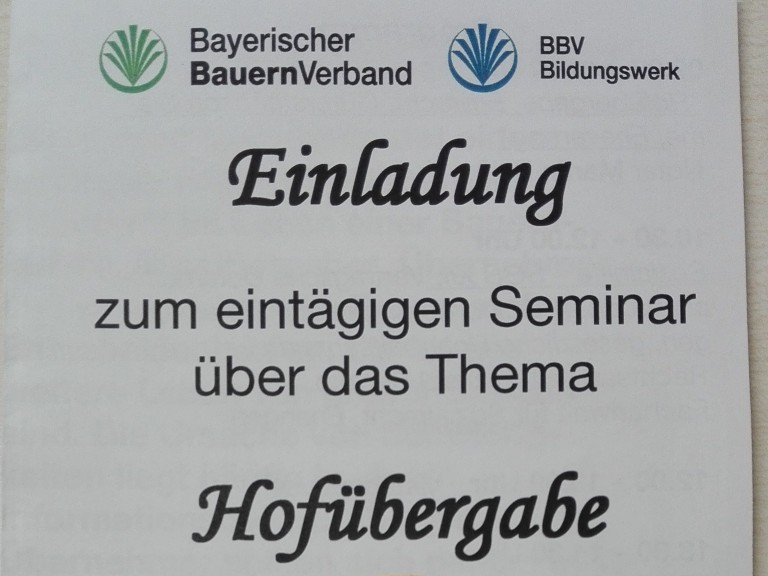 Bayerischer
BauernVerband
BBV
Bildungswerk
Einladung
zum eintägigen Seminar
über das Thema
Hofübergabe